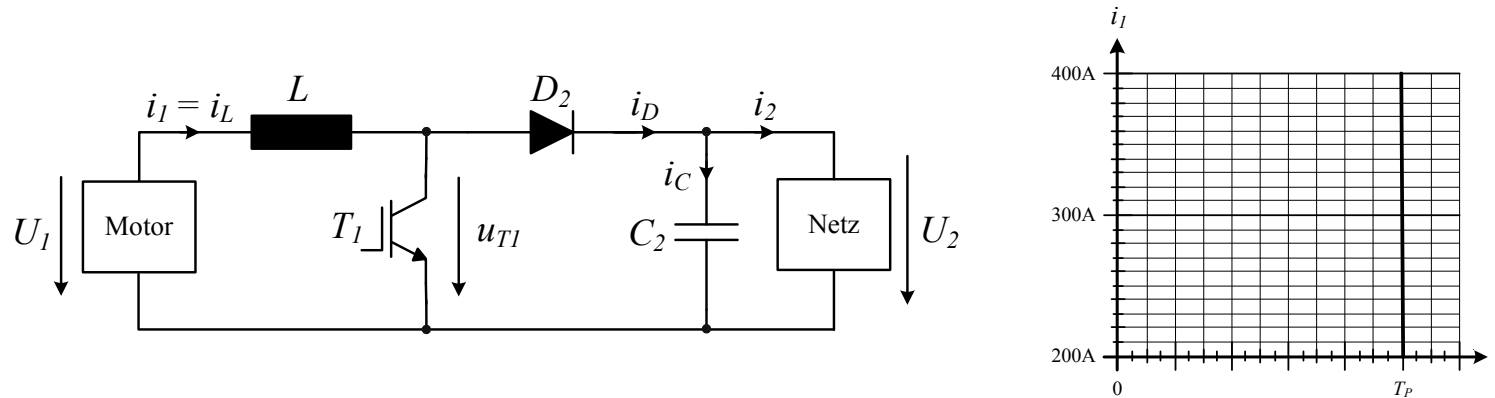 i1 = iL
L
D2
iD
i2
iC
U1
Motor
T1
uT1
C2
Netz
U2
i1
400A
300A
200A
0
TP